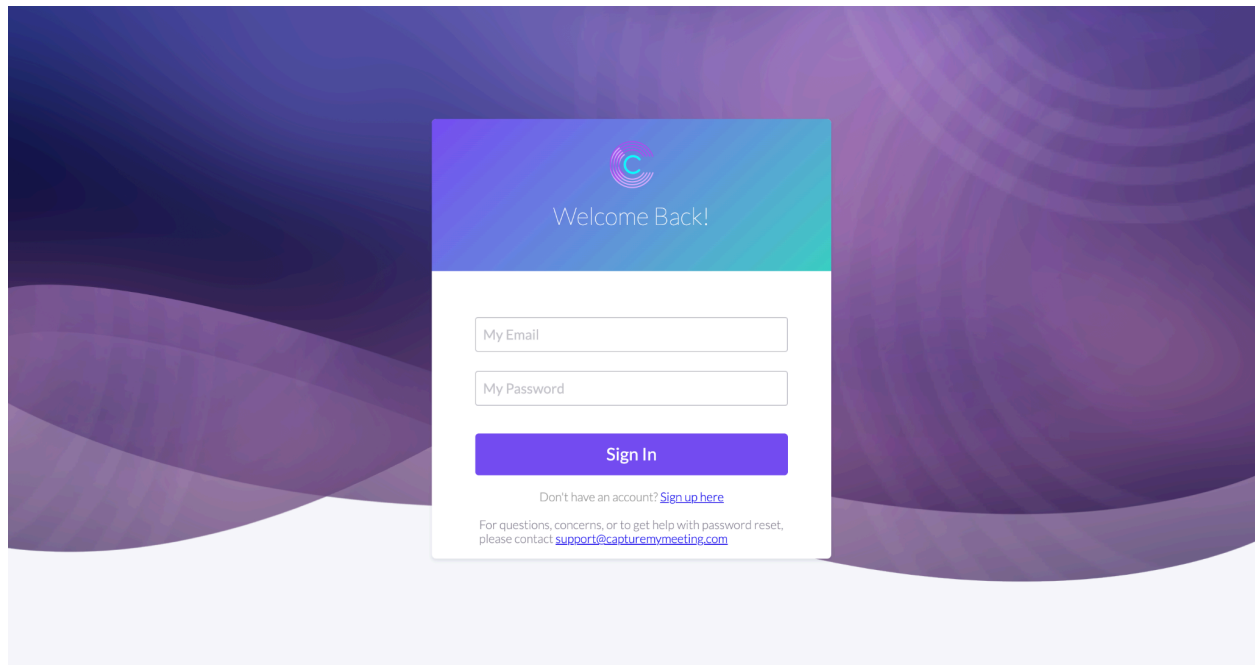 C
Welcome Back!
My Email
My Password
Sign In
Don't have an account? Sign up here
For questions, concerns, or to get help with password reset,
please contact support@capturemymeeting.com